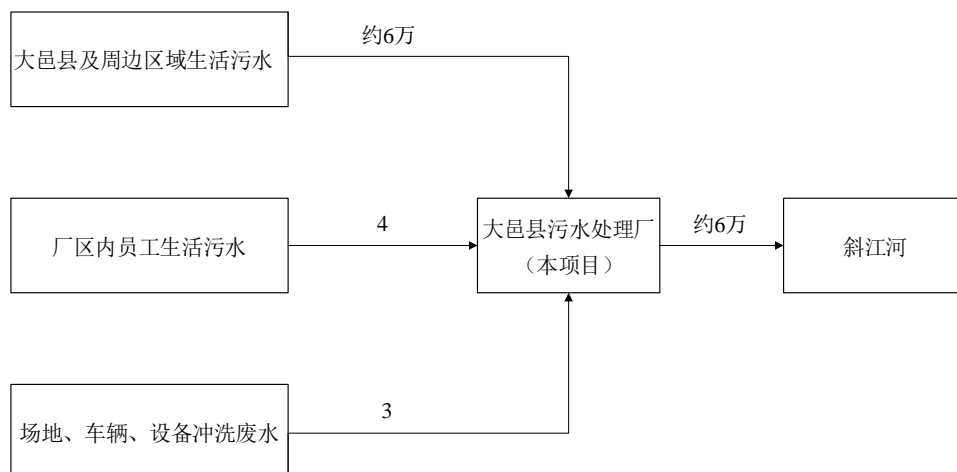 约6万
大邑县及周边区域生活污水
厂区内员工生活污水
4
大邑县污水处理厂
（本项目）
约6万
斜江河
3
场地、车辆、设备冲洗废水